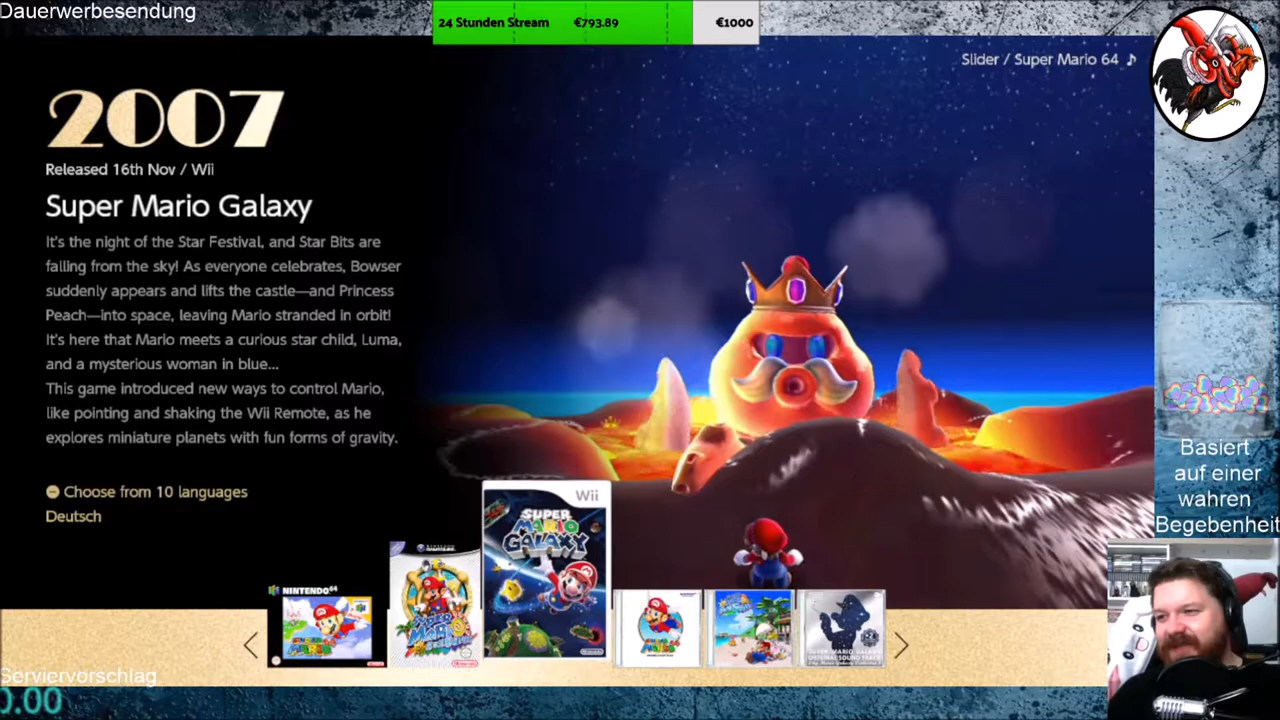 Dauerwerbesendung
24 Stunden Stream €793.89 €1000
Slider / Super Mario 64 ♪
2007
Released 16th Nov / Wii
Super Mario Galaxy
It's the night of the Star Festival, and Star Bits are
falling from the sky! As everyone celebrates, Bowser
suddenly appears and lifts the castle—and Princess
Peach—into space, leaving Mario stranded in orbit!
It's here that Mario meets a curious star child, Luma,
and a mysterious woman in blue...
This game introduced new ways to control Mario,
like pointing and shaking the Wii Remote, as he
explores miniature planets with fun forms of gravity.
Choose from 10 languages
Deutsch
Basiert
auf einer
wahren
Begebenheit
Wii
SUPER
MARIO
GALAXY
NINTENDO 64
Serviervorschlag
0.00